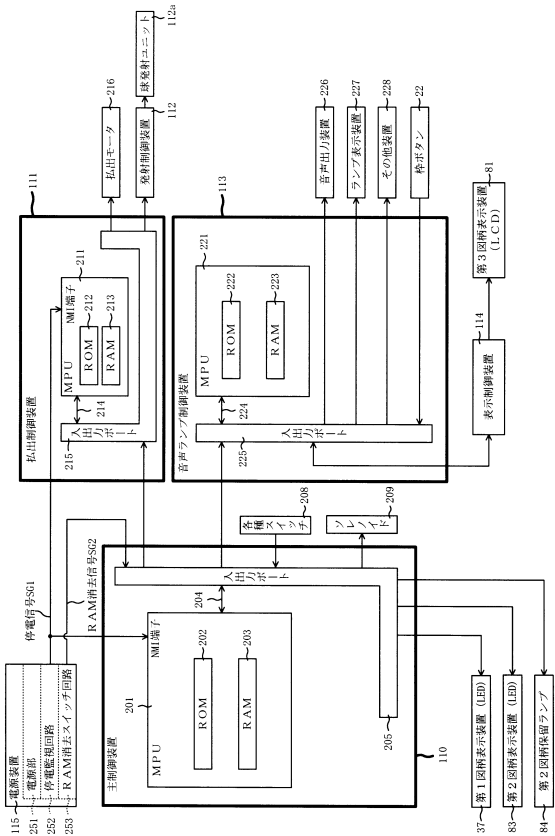 115
電源装置
251
電源部
252
停電監視回路
253
RAM消去スイッチ回路
停電信号SG1
RAM消去信号SG2
主制御装置
110
201
MPU
NMI端子
ROM
202
RAM
203
204
入出力ポート
205
各種スイッチ
208
ソレノイド
209
37
第1図柄表示装置(LED)
83
第2図柄表示装置(LED)
84
第2図柄保留ランプ
払出制御装置
111
MPU
NMI端子
211
ROM
212
RAM
213
214
215
入出力ポート
払出モータ
216
発射制御装置
112
球発射ユニット
112a
音声ランプ制御装置
113
MPU
221
ROM
222
RAM
223
224
225
入出力ポート
音声出力装置
226
ランプ表示装置
227
その他装置
228
枠ボタン
22
表示制御装置
114
第3図柄表示装置
(LCD)
81